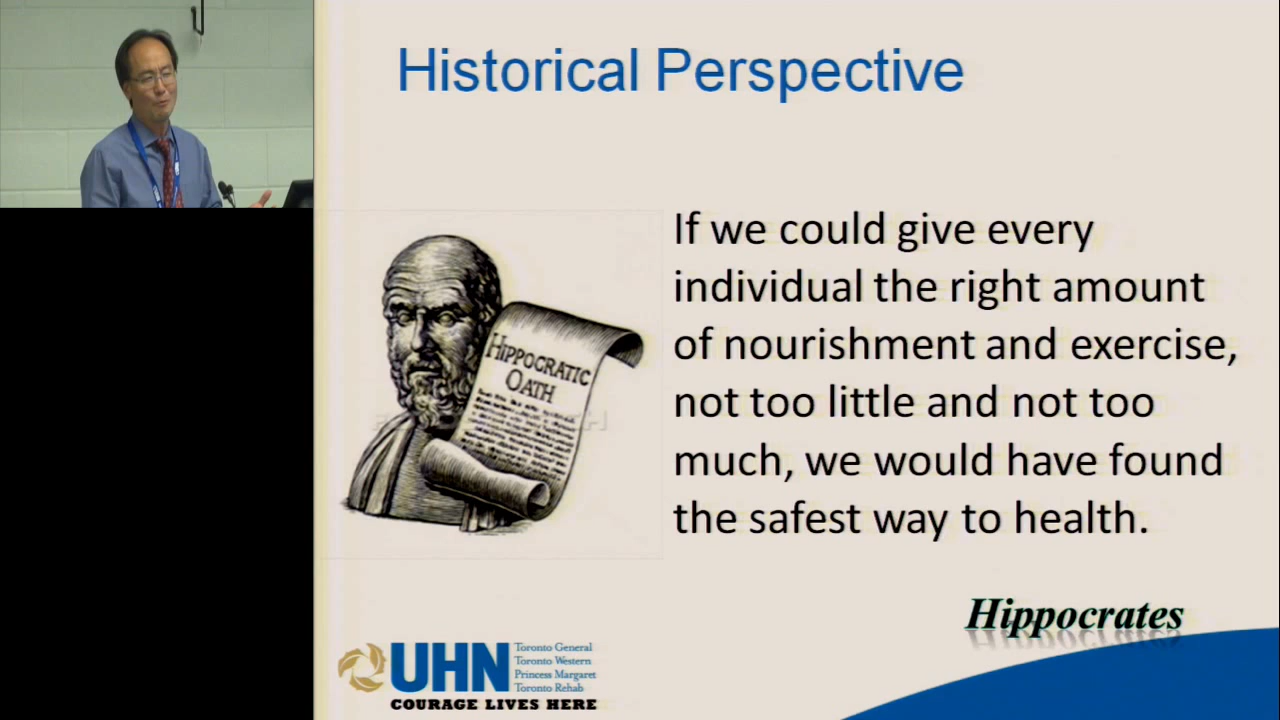 Historical Perspective
If we could give every
individual the right amount
of nourishment and exercise,
not too little and not too
much, we would have found
the safest way to health.
HIPPOCRATIC
OATH
Hippocrates
UHN
Toronto General
Toronto Western
Princess Margaret
Toronto Rehab
COURAGE LIVES HERE